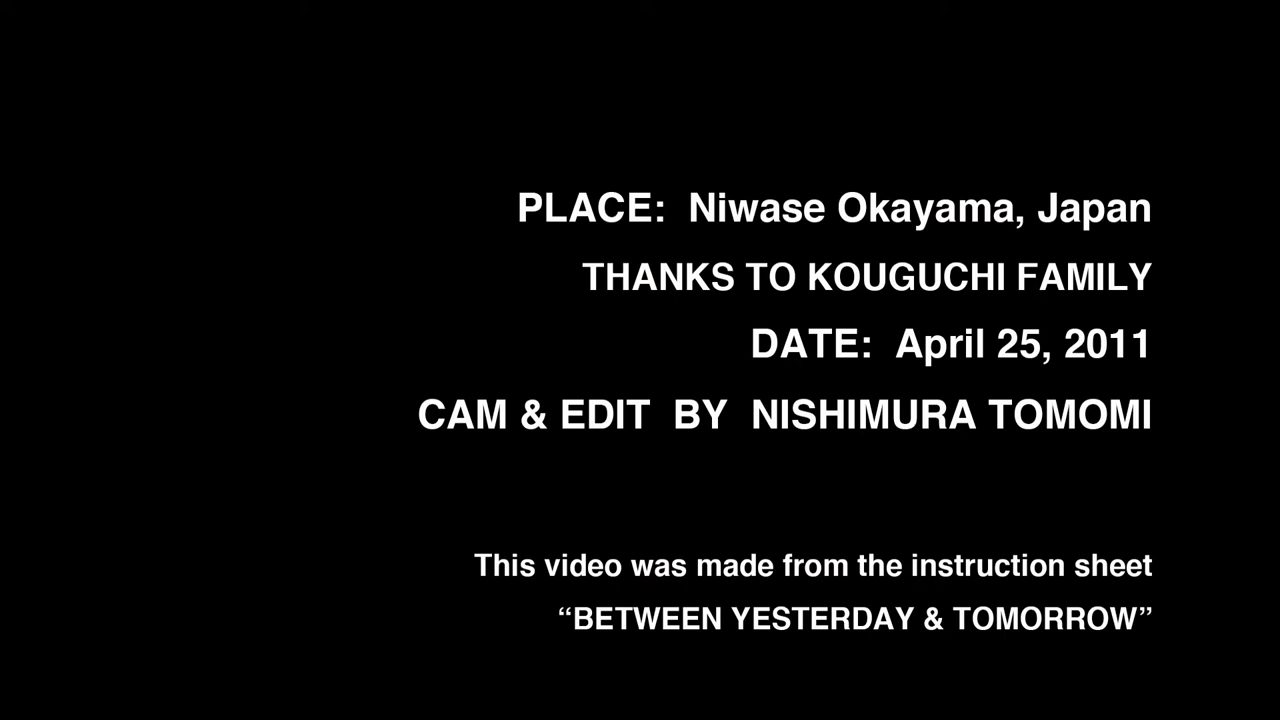 PLACE:  Niwase Okayama, Japan
THANKS TO KOUGUCHI FAMILY
DATE:  April 25, 2011
CAM & EDIT  BY  NISHIMURA TOMOMI
This video was made from the instruction sheet
“BETWEEN YESTERDAY & TOMORROW”